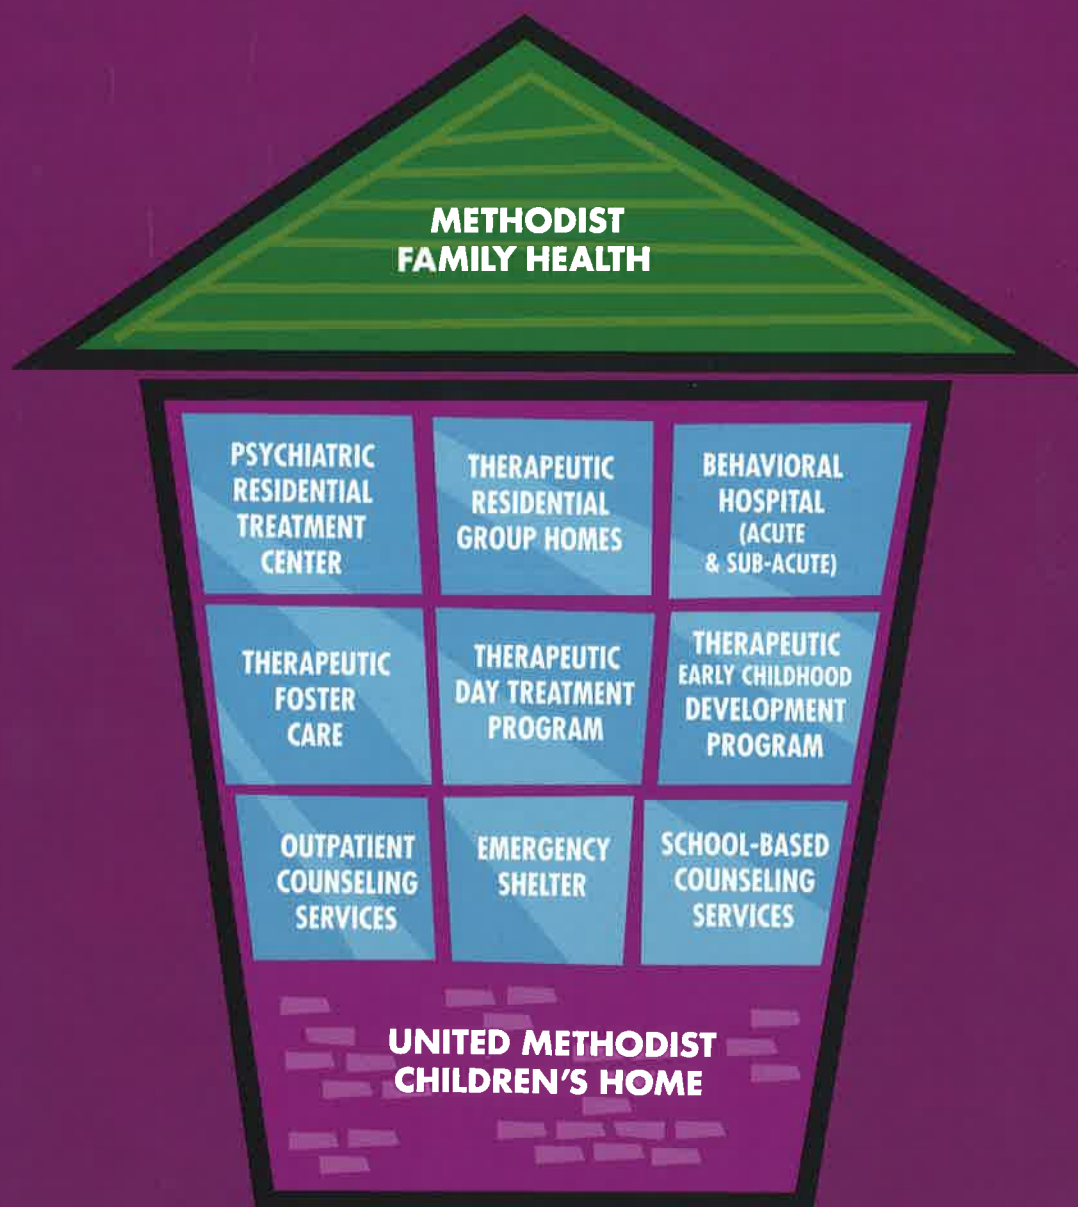 METHODIST
FAMILY HEALTH
PSYCHIATRIC
RESIDENTIAL
TREATMENT
CENTER
THERAPEUTIC
RESIDENTIAL
GROUP HOMES
BEHAVIORAL
HOSPITAL
(ACUTE
& SUB-ACUTE)
THERAPEUTIC
FOSTER
CARE
THERAPEUTIC
DAY TREATMENT
PROGRAM
THERAPEUTIC
EARLY CHILDHOOD
DEVELOPMENT
PROGRAM
OUTPATIENT
COUNSELING
SERVICES
EMERGENCY
SHELTER
SCHOOL-BASED
COUNSELING
SERVICES
UNITED METHODIST
CHILDREN'S HOME